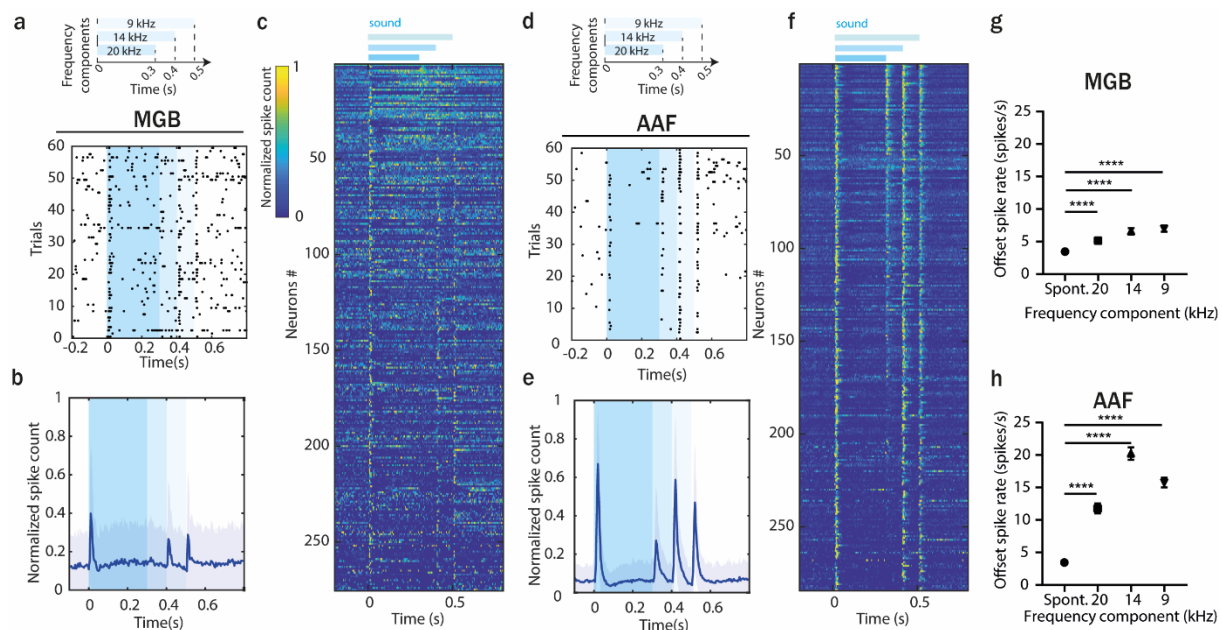 a
Frequency
components
9 kHz
14 kHz
20 kHz
0
0.3
0.4
0.5
Time (s)
MGB
Trials
60
50
40
30
20
10
0
-0.2
0
0.2
0.4
0.6
Time(s)
b
Normalized spike count
1
0.8
0.6
0.4
0.2
0
0
0.2
0.4
0.6
Time(s)
c
sound
1
Normalized spike count
0
Neurons #
50
100
150
200
250
0
0.5
Time (s)
d
Frequency
components
9 kHz
14 kHz
20 kHz
0
0.3
0.4
0.5
Time (s)
AAF
Trials
60
50
40
30
20
10
0
-0.2
0
0.2
0.4
0.6
Time(s)
e
Normalized spike count
1
0.8
0.6
0.4
0.2
0
0
0.2
0.4
0.6
Time(s)
f
sound
Neurons #
50
100
150
200
250
0
0.5
Time (s)
g
MGB
Offset spike rate (spikes/s)
25
20
15
10
5
0
****
****
****
Spont. 20 14 9
Frequency component (kHz)
h
AAF
Offset spike rate (spikes/s)
25
20
15
10
5
0
****
****
****
Spont. 20 14 9
Frequency component (kHz)